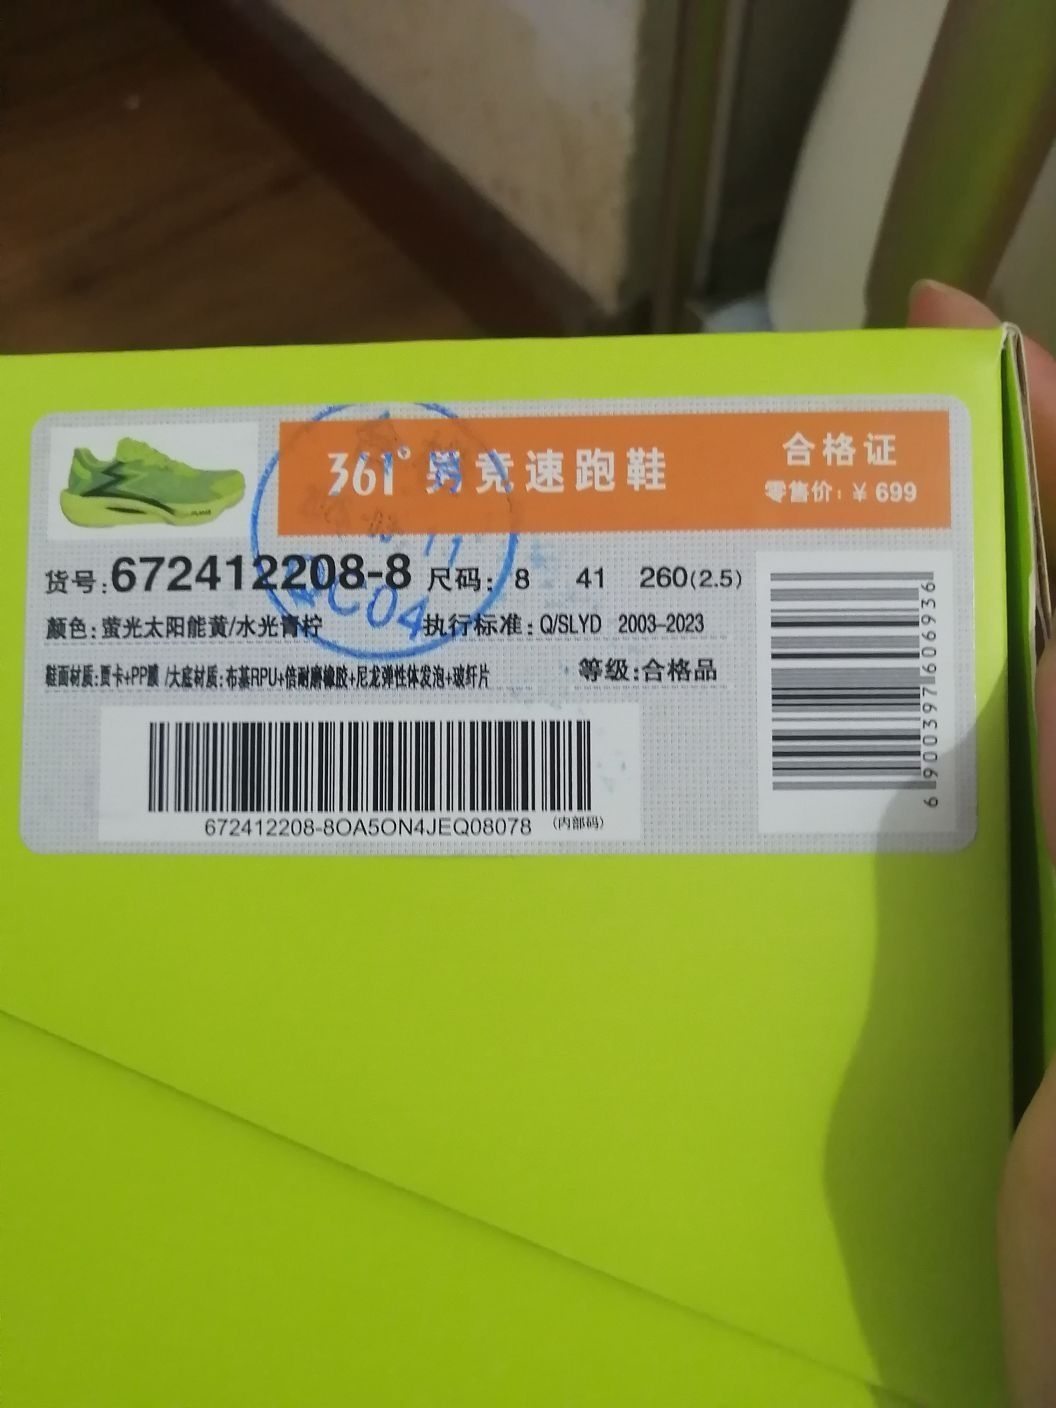 361° 男竞速跑鞋
合格证
零售价：￥699
货号:672412208-8 尺码：8 41 260(2.5)
颜色:萤光太阳能黄/水光青柠 执行标准：Q/SLYD 2003-2023
鞋面材质:贾卡+PP膜 /大底材质:布基RPU+倍耐磨橡胶+尼龙弹性体发泡+玻纤片 等级:合格品
672412208-8OA5ON4JEQ08078 (内部码)
6900397606936
QC04